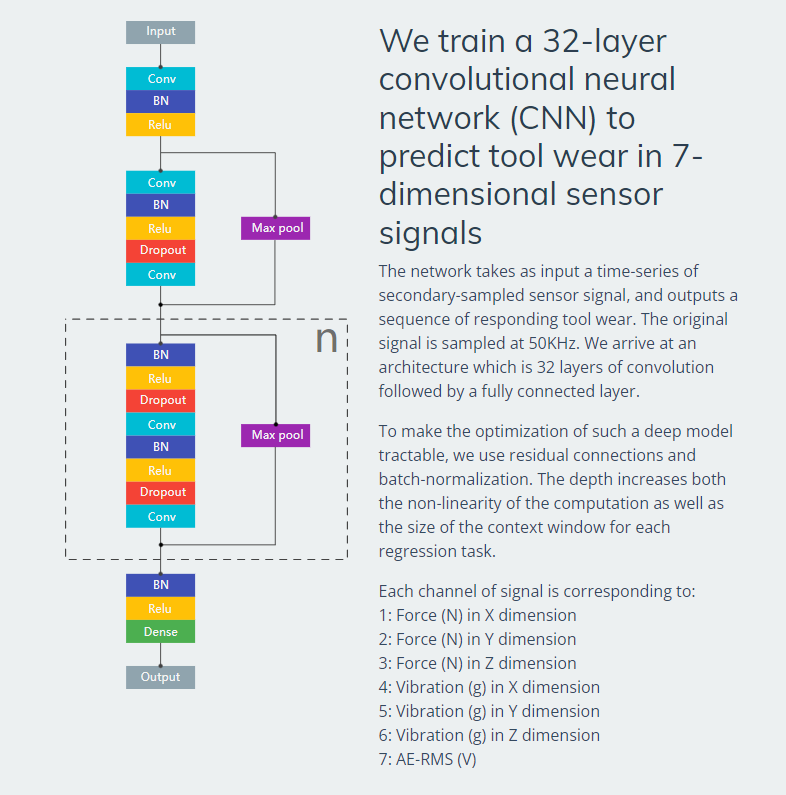 Input
Conv
BN
Relu
Conv
BN
Relu
Dropout
Conv
Max pool
n
BN
Relu
Dropout
Conv
BN
Relu
Dropout
Conv
Max pool
BN
Relu
Dense
Output
We train a 32-layer
convolutional neural
network (CNN) to
predict tool wear in 7-
dimensional sensor
signals
The network takes as input a time-series of
secondary-sampled sensor signal, and outputs a
sequence of responding tool wear. The original
signal is sampled at 50KHz. We arrive at an
architecture which is 32 layers of convolution
followed by a fully connected layer.
To make the optimization of such a deep model
tractable, we use residual connections and
batch-normalization. The depth increases both
the non-linearity of the computation as well as
the size of the context window for each
regression task.
Each channel of signal is corresponding to:
1: Force (N) in X dimension
2: Force (N) in Y dimension
3: Force (N) in Z dimension
4: Vibration (g) in X dimension
5: Vibration (g) in Y dimension
6: Vibration (g) in Z dimension
7: AE-RMS (V)